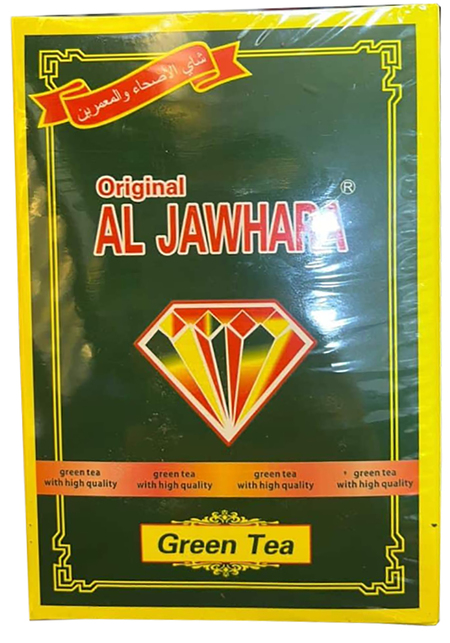 شاي الأصحاء والمعمرين
Original
AL JAWHARA ®
green tea green tea green tea green tea
with high quality with high quality with high quality with high quality
Green Tea